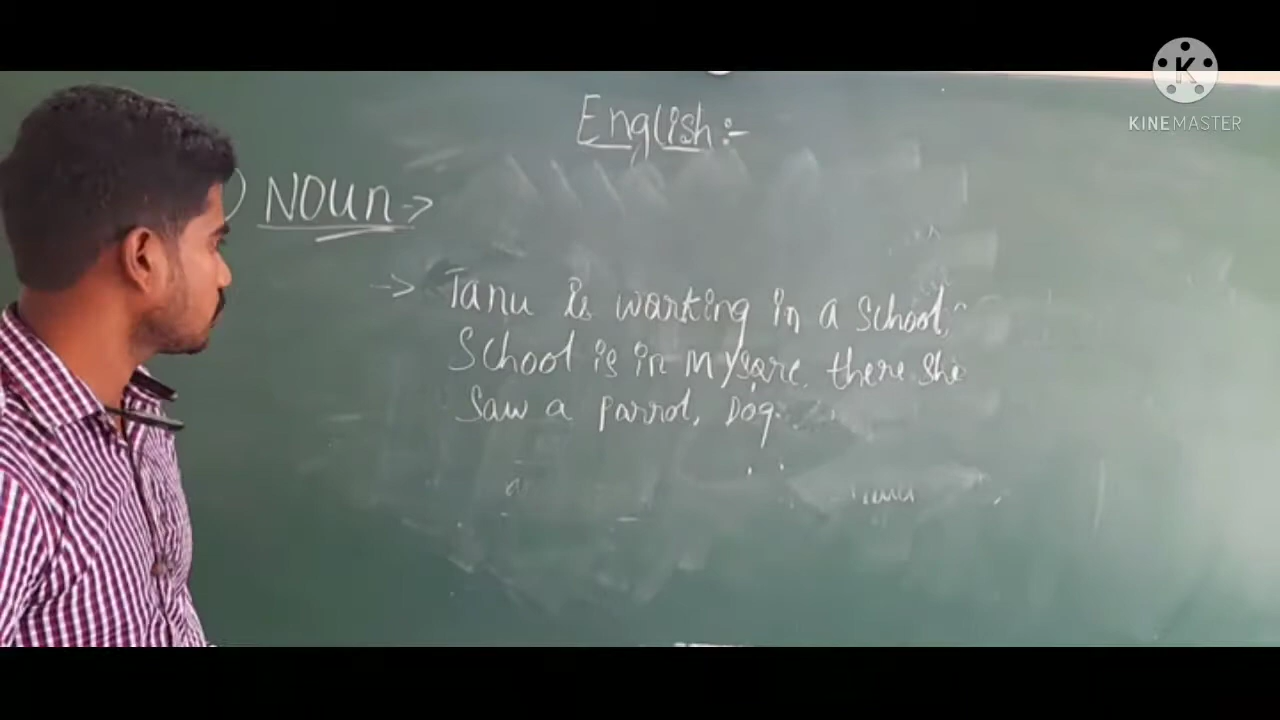 KINEMASTER
English:-
) NOUn ->
-> Tanu is working in a school,
School is in Mysore, there she
Saw a parrot, Dog.